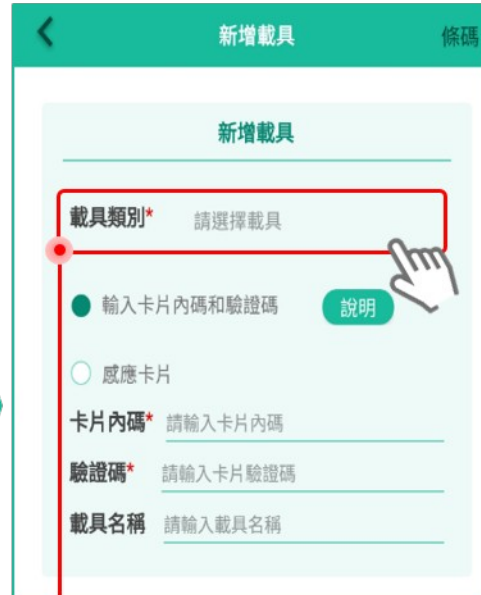 新增載具 條碼
新增載具
載具類別* 請選擇載具
輸入卡片內碼和驗證碼 說明
感應卡片
卡片內碼* 請輸入卡片內碼
驗證碼* 請輸入卡片驗證碼
載具名稱 請輸入載具名稱